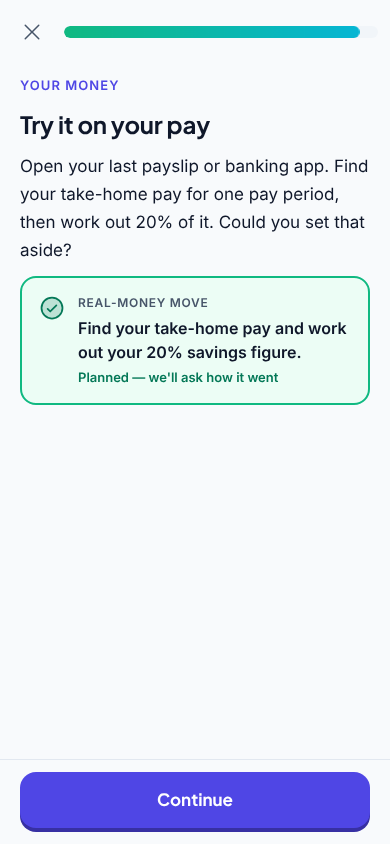 YOUR MONEY
Try it on your pay
Open your last payslip or banking app. Find
your take-home pay for one pay period,
then work out 20% of it. Could you set that
aside?
REAL-MONEY MOVE
Find your take-home pay and work
out your 20% savings figure.
Planned — we'll ask how it went
Continue